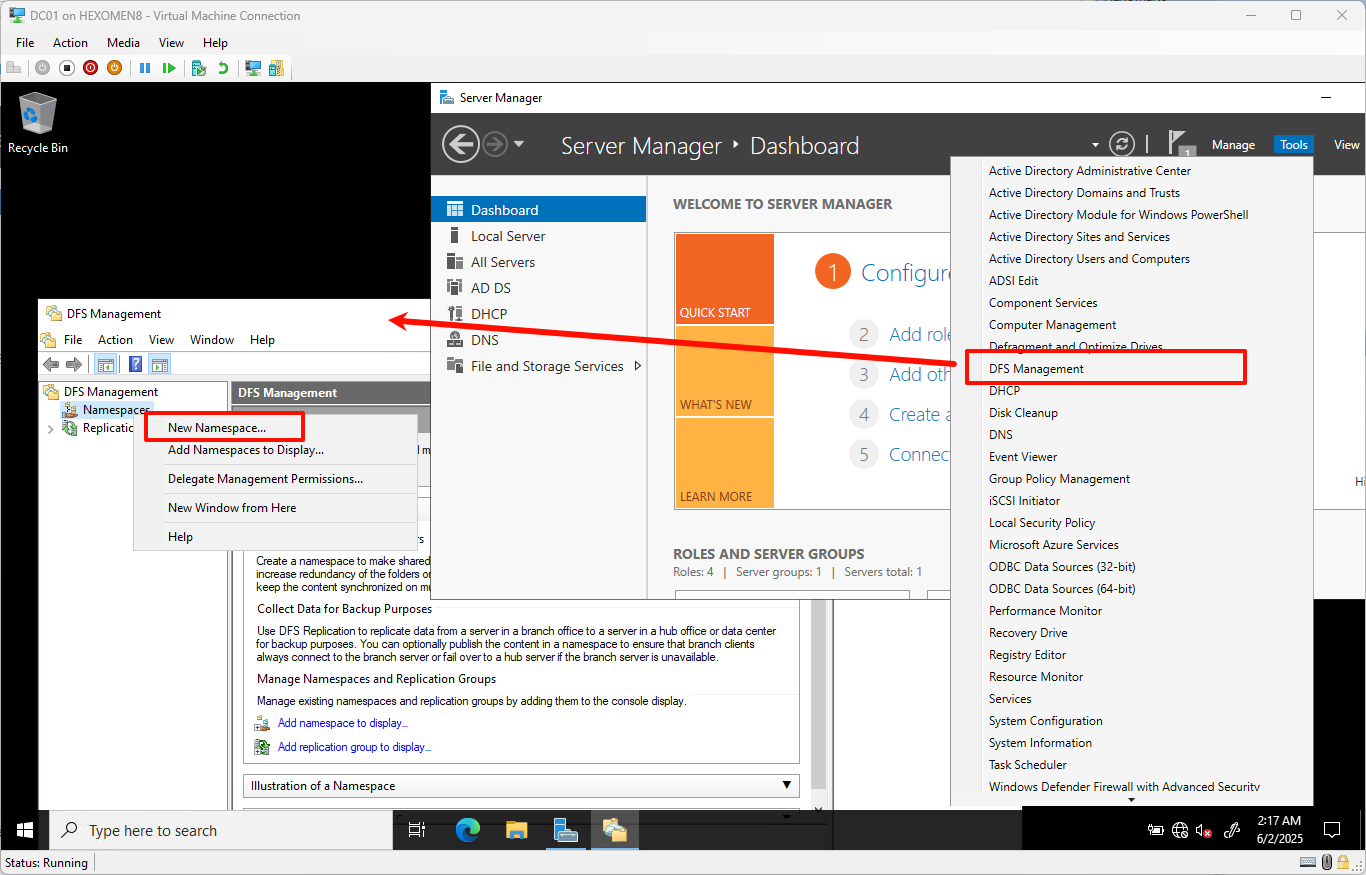 DC01 on HEXOMEN8 - Virtual Machine Connection
File Action Media View Help
Recycle Bin
Server Manager
Server Manager Dashboard
1
Manage Tools View
Dashboard
Local Server
All Servers
AD DS
DHCP
DNS
File and Storage Services
WELCOME TO SERVER MANAGER
QUICK START
WHAT'S NEW
LEARN MORE
1 Configure
2 Add role
3 Add oth
4 Create a
5 Connec
Hi
ROLES AND SERVER GROUPS
Roles: 4 | Server groups: 1 | Servers total: 1
Active Directory Administrative Center
Active Directory Domains and Trusts
Active Directory Module for Windows PowerShell
Active Directory Sites and Services
Active Directory Users and Computers
ADSI Edit
Component Services
Computer Management
Defragment and Optimize Drives
DFS Management
DHCP
Disk Cleanup
DNS
Event Viewer
Group Policy Management
iSCSI Initiator
Local Security Policy
Microsoft Azure Services
ODBC Data Sources (32-bit)
ODBC Data Sources (64-bit)
Performance Monitor
Recovery Drive
Registry Editor
Resource Monitor
Services
System Configuration
System Information
Task Scheduler
Windows Defender Firewall with Advanced Security
DFS Management
File Action View Window Help
DFS Management
Namespaces
Replicatio
DFS Management
New Namespace...
Add Namespaces to Display...
Delegate Management Permissions...
New Window from Here
Help
Create a namespace to make shared
increase redundancy of the folders or
keep the content synchronized on mu
Collect Data for Backup Purposes
Use DFS Replication to replicate data from a server in a branch office to a server in a hub office or data center
for backup purposes. You can optionally publish the content in a namespace to ensure that branch clients
always connect to the branch server or fail over to a hub server if the branch server is unavailable.
Manage Namespaces and Replication Groups
Manage existing namespaces and replication groups by adding them to the console display.
Add namespace to display...
Add replication group to display...
Illustration of a Namespace
Type here to search
2:17 AM
6/2/2025
Status: Running